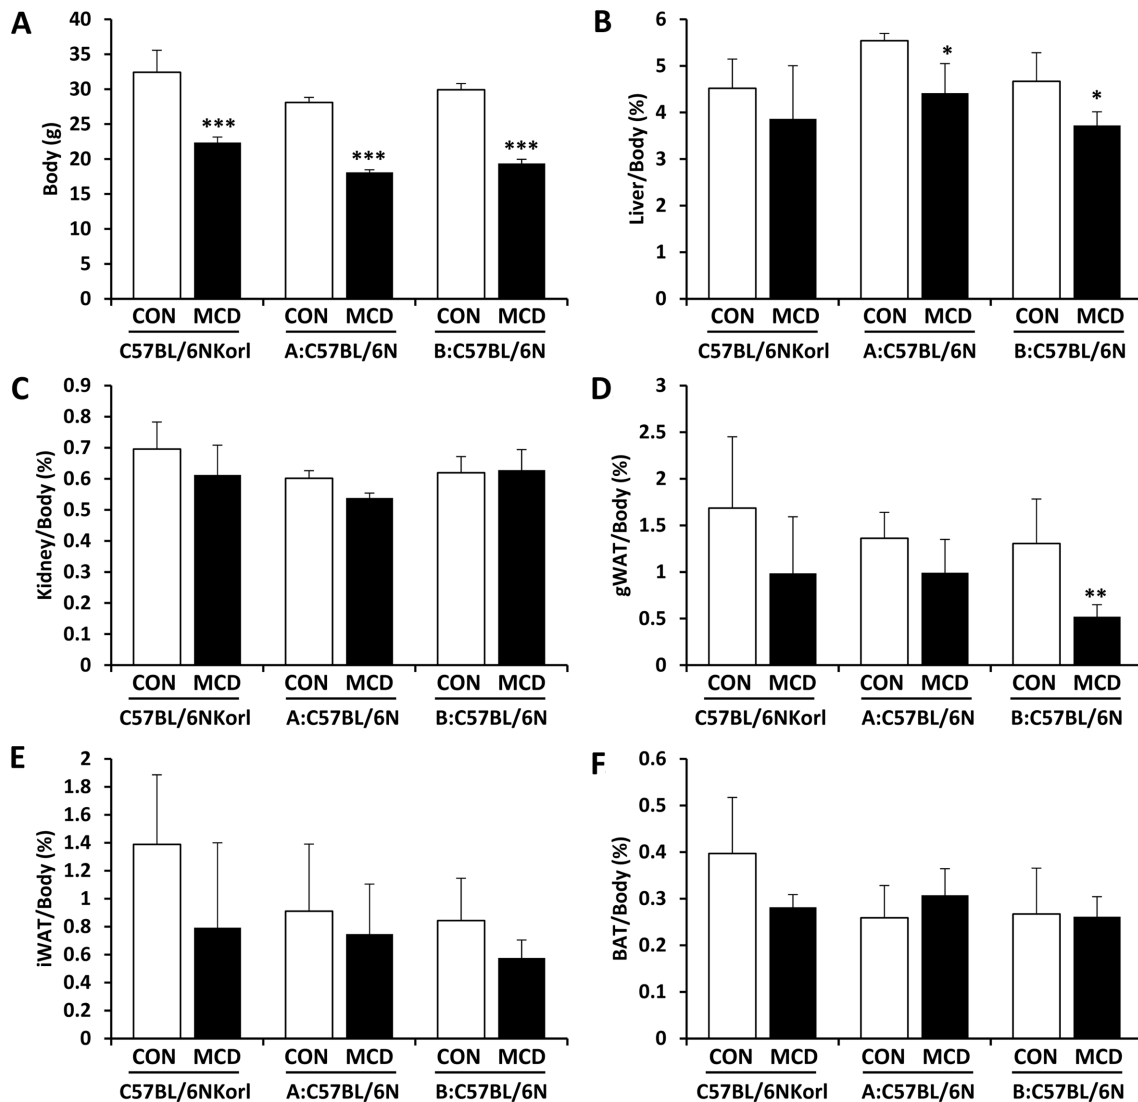 A
Body (g)
40
35
30
25
20
15
10
5
0
***
***
***
CON MCD CON MCD CON MCD
C57BL/6NKorl A:C57BL/6N B:C57BL/6N
B
Liver/Body (%)
6
5
4
3
2
1
0
*
*
CON MCD CON MCD CON MCD
C57BL/6NKorl A:C57BL/6N B:C57BL/6N
C
Kidney/Body (%)
0.9
0.8
0.7
0.6
0.5
0.4
0.3
0.2
0.1
0
CON MCD CON MCD CON MCD
C57BL/6NKorl A:C57BL/6N B:C57BL/6N
D
gWAT/Body (%)
3
2.5
2
1.5
1
0.5
0
**
CON MCD CON MCD CON MCD
C57BL/6NKorl A:C57BL/6N B:C57BL/6N
E
iWAT/Body (%)
2
1.8
1.6
1.4
1.2
1
0.8
0.6
0.4
0.2
0
CON MCD CON MCD CON MCD
C57BL/6NKorl A:C57BL/6N B:C57BL/6N
F
BAT/Body (%)
0.6
0.5
0.4
0.3
0.2
0.1
0
CON MCD CON MCD CON MCD
C57BL/6NKorl A:C57BL/6N B:C57BL/6N